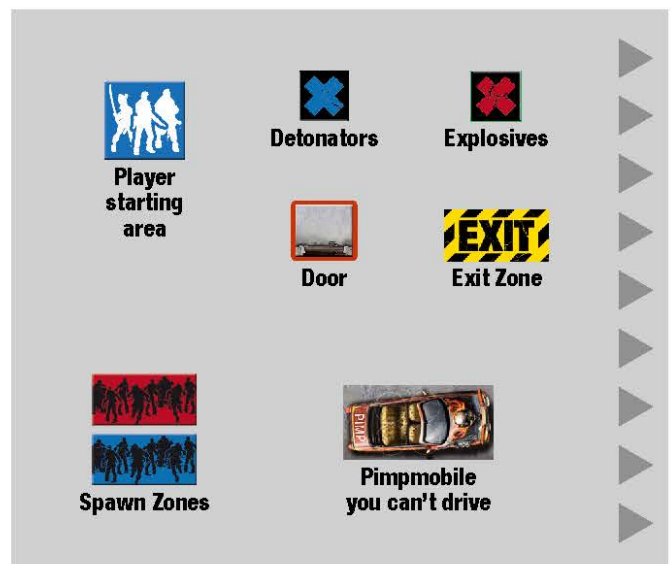 Player
starting
area
Detonators
Explosives
Door
EXIT
Exit Zone
Spawn Zones
PIMP
Pimpmobile
you can't drive